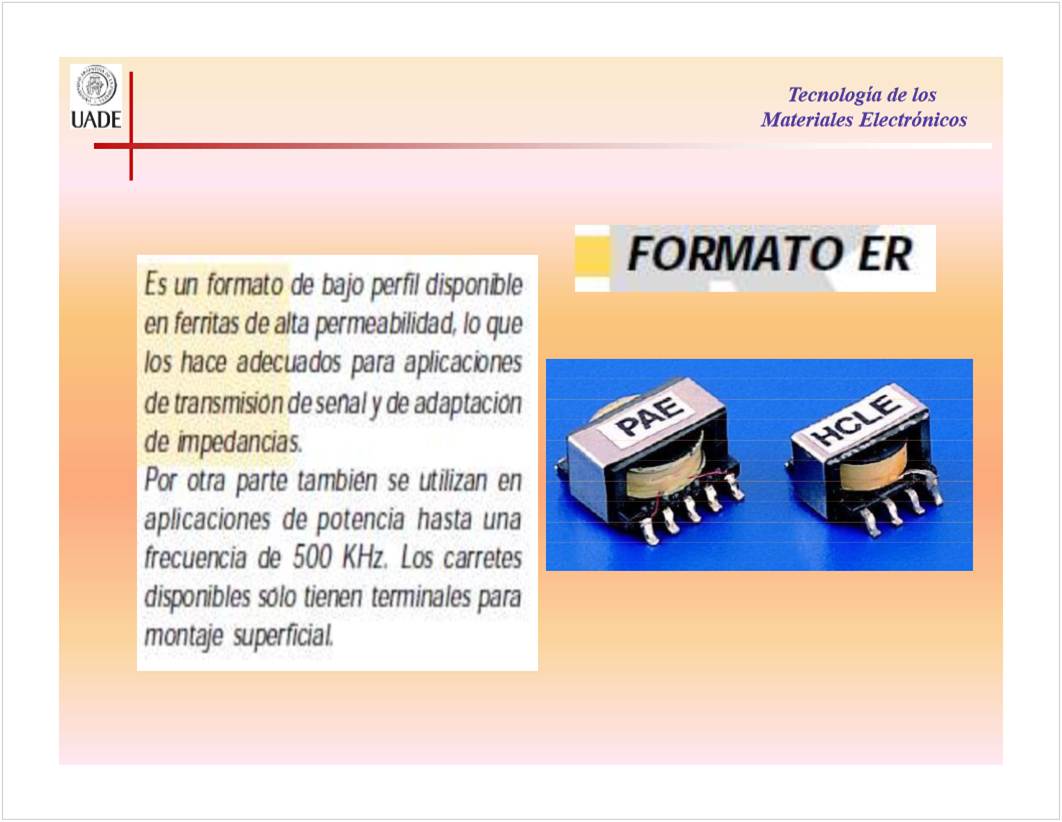 UADE
Tecnología de los
Materiales Electrónicos
FORMATO ER
Es un formato de bajo perfil disponible
en ferritas de alta permeabilidad, lo que
los hace adecuados para aplicaciones
de transmisión de señal y de adaptación
de impedancias.
Por otra parte también se utilizan en
aplicaciones de potencia hasta una
frecuencia de 500 KHz. Los carretes
disponibles sólo tienen terminales para
montaje superficial.
PAE
HCLE